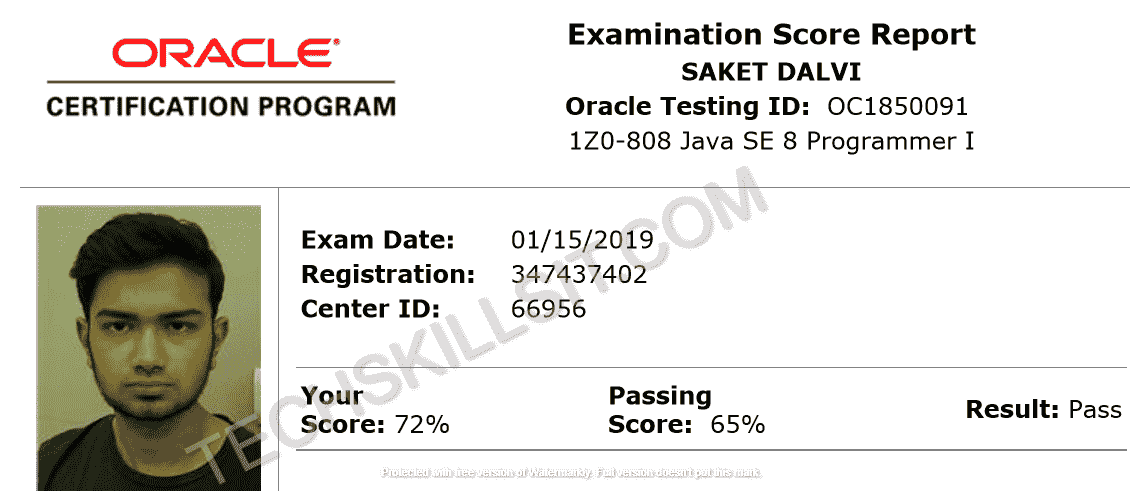 ORACLE
CERTIFICATION PROGRAM
Examination Score Report
SAKET DALVI
Oracle Testing ID: OC1850091
1Z0-808 Java SE 8 Programmer I
Exam Date: 01/15/2019
Registration: 347437402
Center ID: 66956
Your Score: 72%
Passing Score: 65%
Result: Pass
TECHSKILLSIT.COM
Protected with free version of Watermarkly. Full version doesn't put this mark.